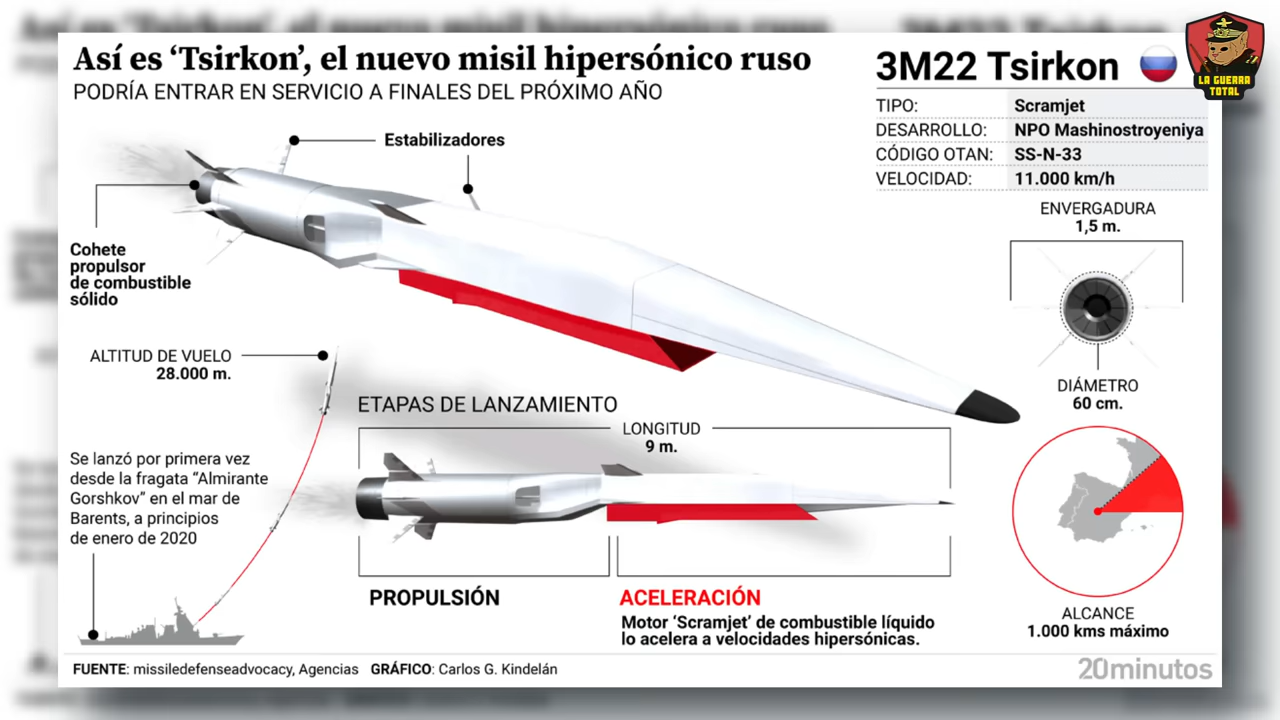 Así es ‘Tsirkon’, el nuevo misil hipersónico ruso
PODRÍA ENTRAR EN SERVICIO A FINALES DEL PRÓXIMO AÑO
3M22 Tsirkon
LA GUERRA
TOTAL
TIPO: Scramjet
DESARROLLO: NPO Mashinostroyeniya
CÓDIGO OTAN: SS-N-33
VELOCIDAD: 11.000 km/h
Estabilizadores
Cohete
propulsor
de combustible
sólido
ENVERGADURA
1,5 m.
DIÁMETRO
60 cm.
ALTITUD DE VUELO
28.000 m.
ETAPAS DE LANZAMIENTO
LONGITUD
9 m.
Se lanzó por primera vez
desde la fragata “Almirante
Gorshkov” en el mar de
Barents, a principios
de enero de 2020
PROPULSIÓN
ACELERACIÓN
Motor ‘Scramjet’ de combustible líquido
lo acelera a velocidades hipersónicas.
ALCANCE
1.000 kms máximo
FUENTE: missiledefenseadvocacy, Agencias GRÁFICO: Carlos G. Kindelán
20minutos